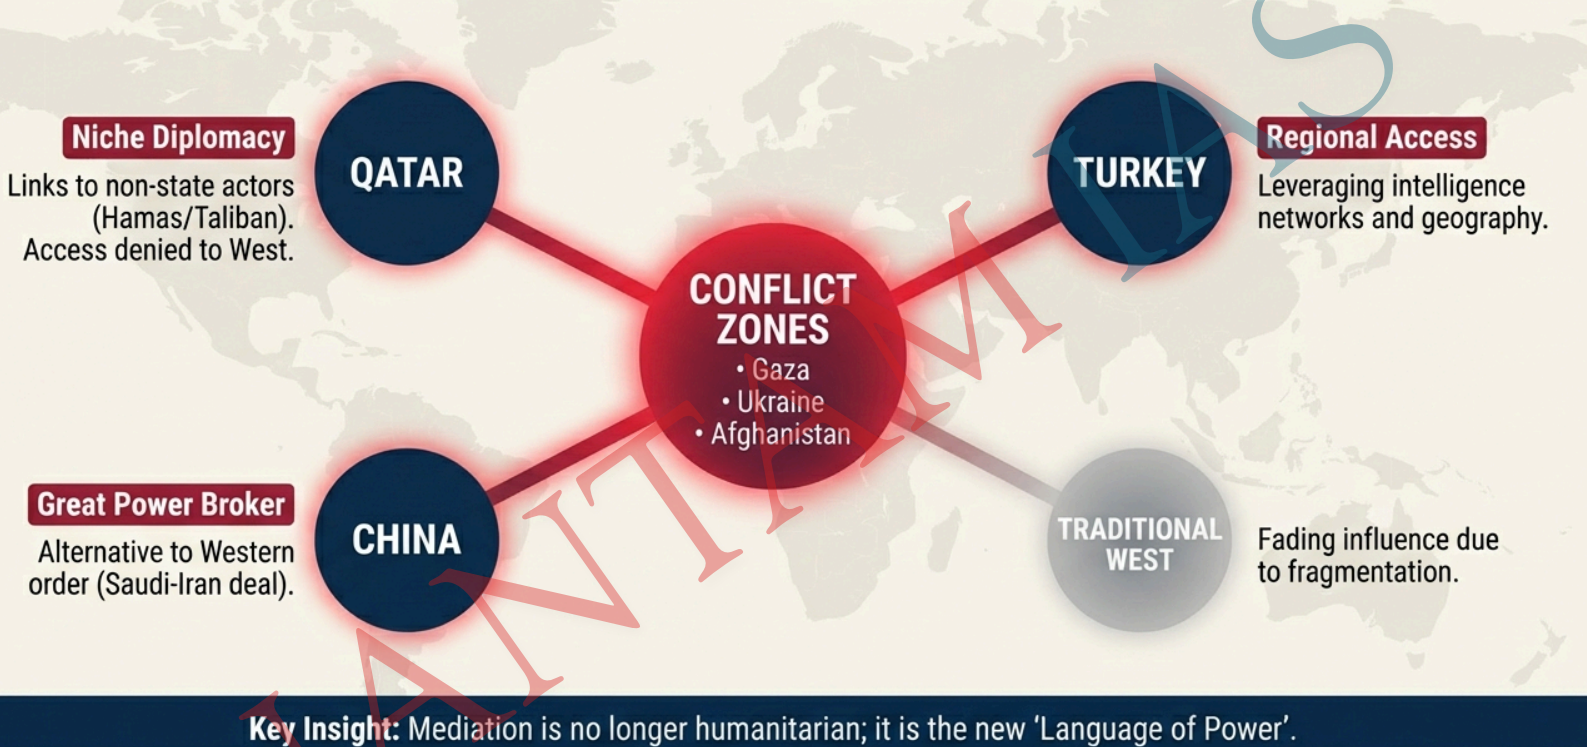 Niche Diplomacy
Links to non-state actors
(Hamas/Taliban).
Access denied to West.
QATAR
TURKEY
Regional Access
Leveraging intelligence
networks and geography.
CONFLICT
ZONES
• Gaza
• Ukraine
• Afghanistan
Great Power Broker
Alternative to Western
order (Saudi-Iran deal).
CHINA
TRADITIONAL
WEST
Fading influence due
to fragmentation.
Key Insight: Mediation is no longer humanitarian; it is the new ‘Language of Power’.
IANTAM IAS